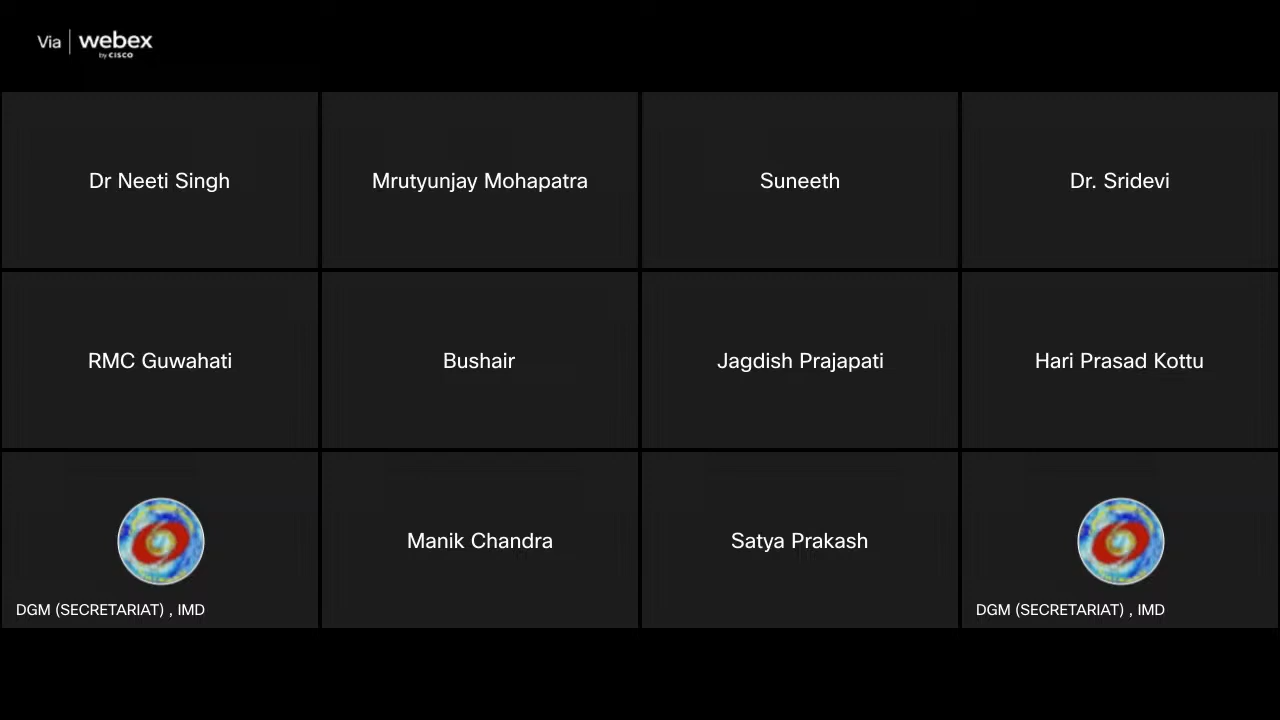 Via | webex
by CISCO
Dr Neeti Singh
Mrutyunjay Mohapatra
Suneeth
Dr. Sridevi
RMC Guwahati
Bushair
Jagdish Prajapati
Hari Prasad Kottu
DGM (SECRETARIAT) , IMD
Manik Chandra
Satya Prakash
DGM (SECRETARIAT) , IMD